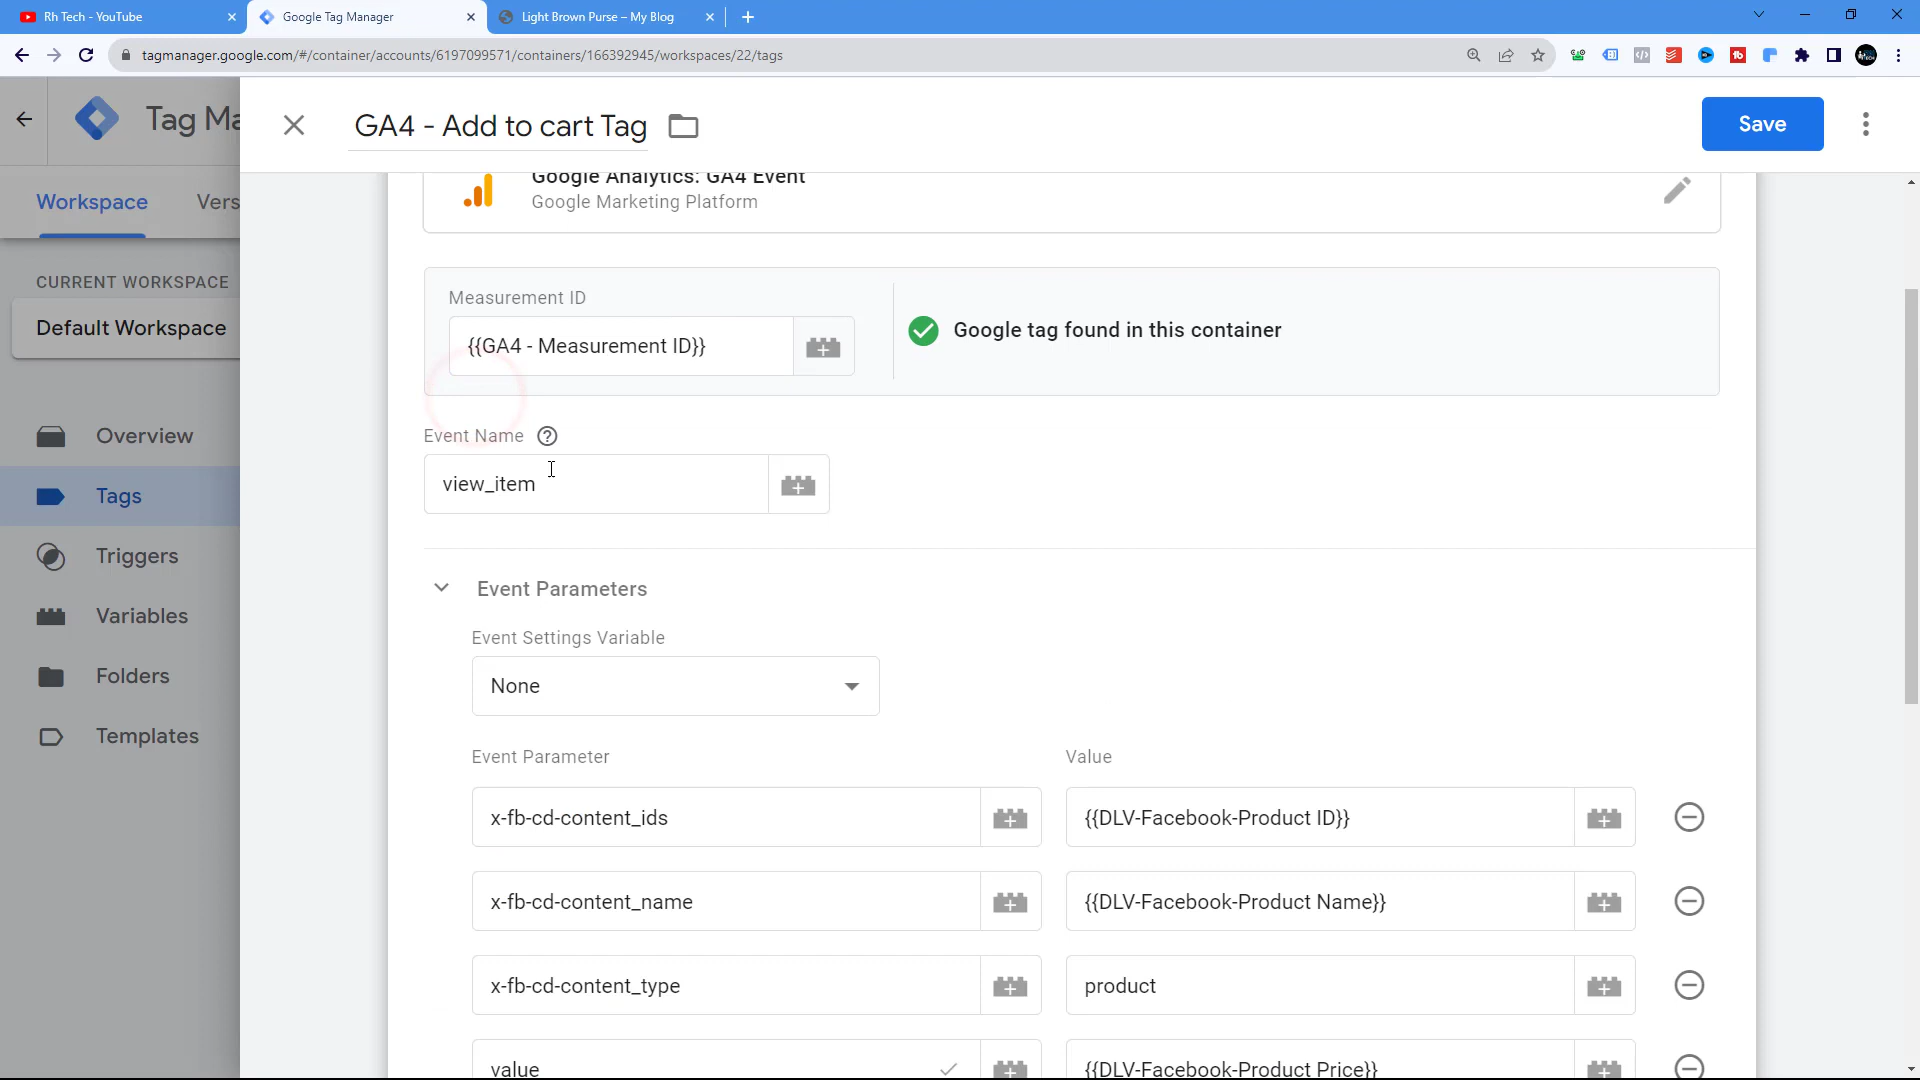 Rh Tech - YouTube
Google Tag Manager
Light Brown Purse – My Blog
tagmanager.google.com/#/container/accounts/6197099571/containers/166392945/workspaces/22/tags
Tag Ma
GA4 - Add to cart Tag
Save
Workspace
Vers
Google Analytics: GA4 Event
Google Marketing Platform
CURRENT WORKSPACE
Default Workspace
Measurement ID
{{GA4 - Measurement ID}}
Google tag found in this container
Overview
Tags
Triggers
Variables
Folders
Templates
Event Name
view_item
Event Parameters
Event Settings Variable
None
Event Parameter
Value
x-fb-cd-content_ids
{{DLV-Facebook-Product ID}}
x-fb-cd-content_name
{{DLV-Facebook-Product Name}}
x-fb-cd-content_type
product
value
{{DLV-Facebook-Product Price}}